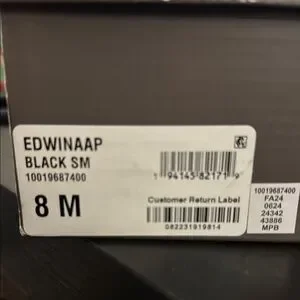 EDWINAAP
BLACK SM
10019687400
8 M
1 94145 82171 9
Customer Return Label
082231919814
10019687400
FA24
0624
24342
43886
MPB